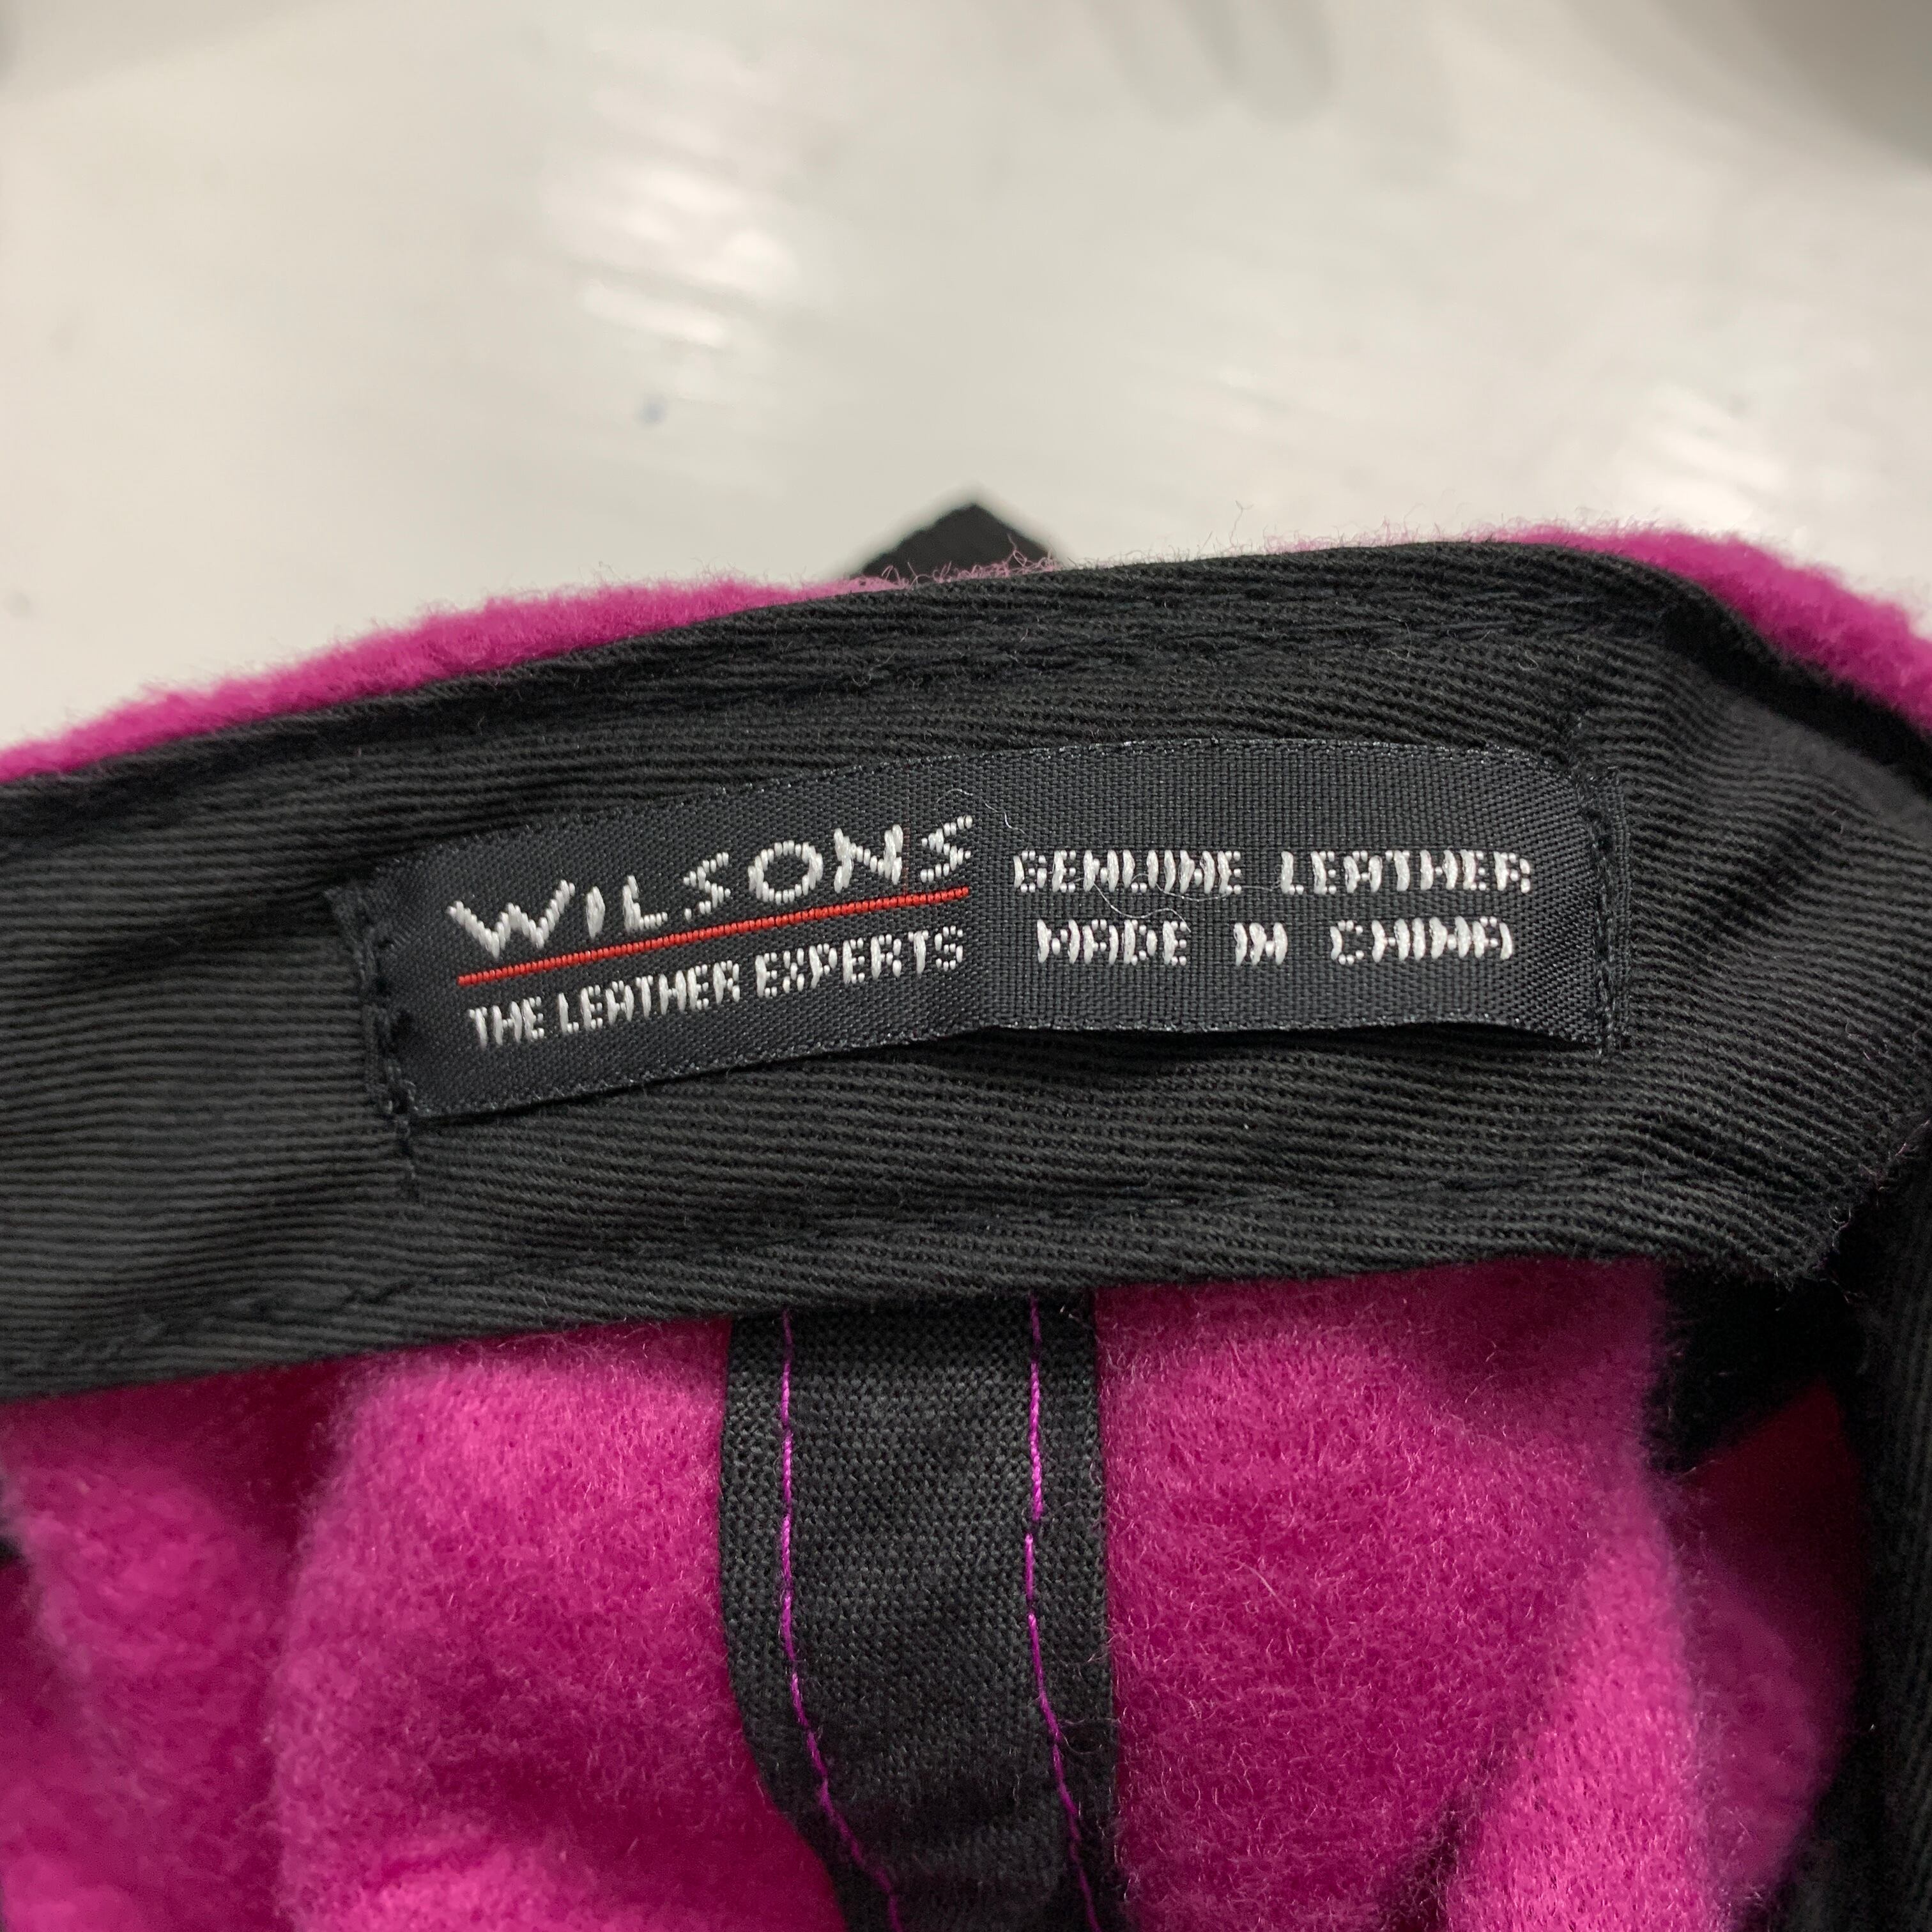 WILSONS
THE LEATHER EXPERTS
GENUINE LEATHER
MADE IN CHINA